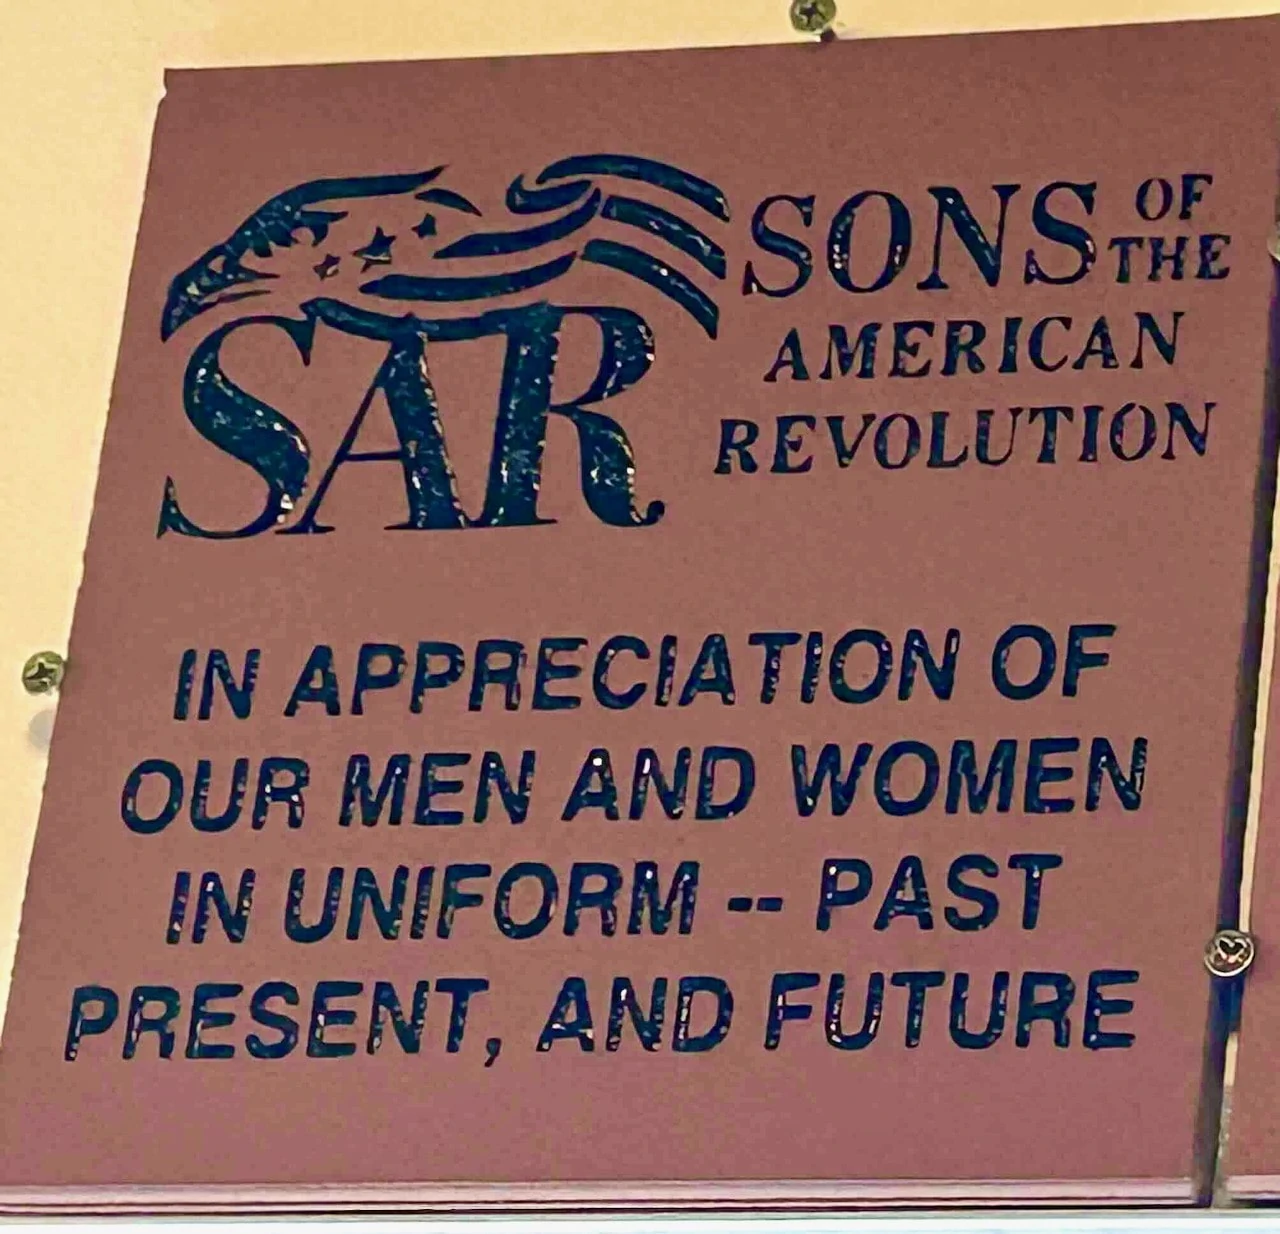 SAR
SONS OF THE
AMERICAN
REVOLUTION
IN APPRECIATION OF
OUR MEN AND WOMEN
IN UNIFORM -- PAST
PRESENT, AND FUTURE